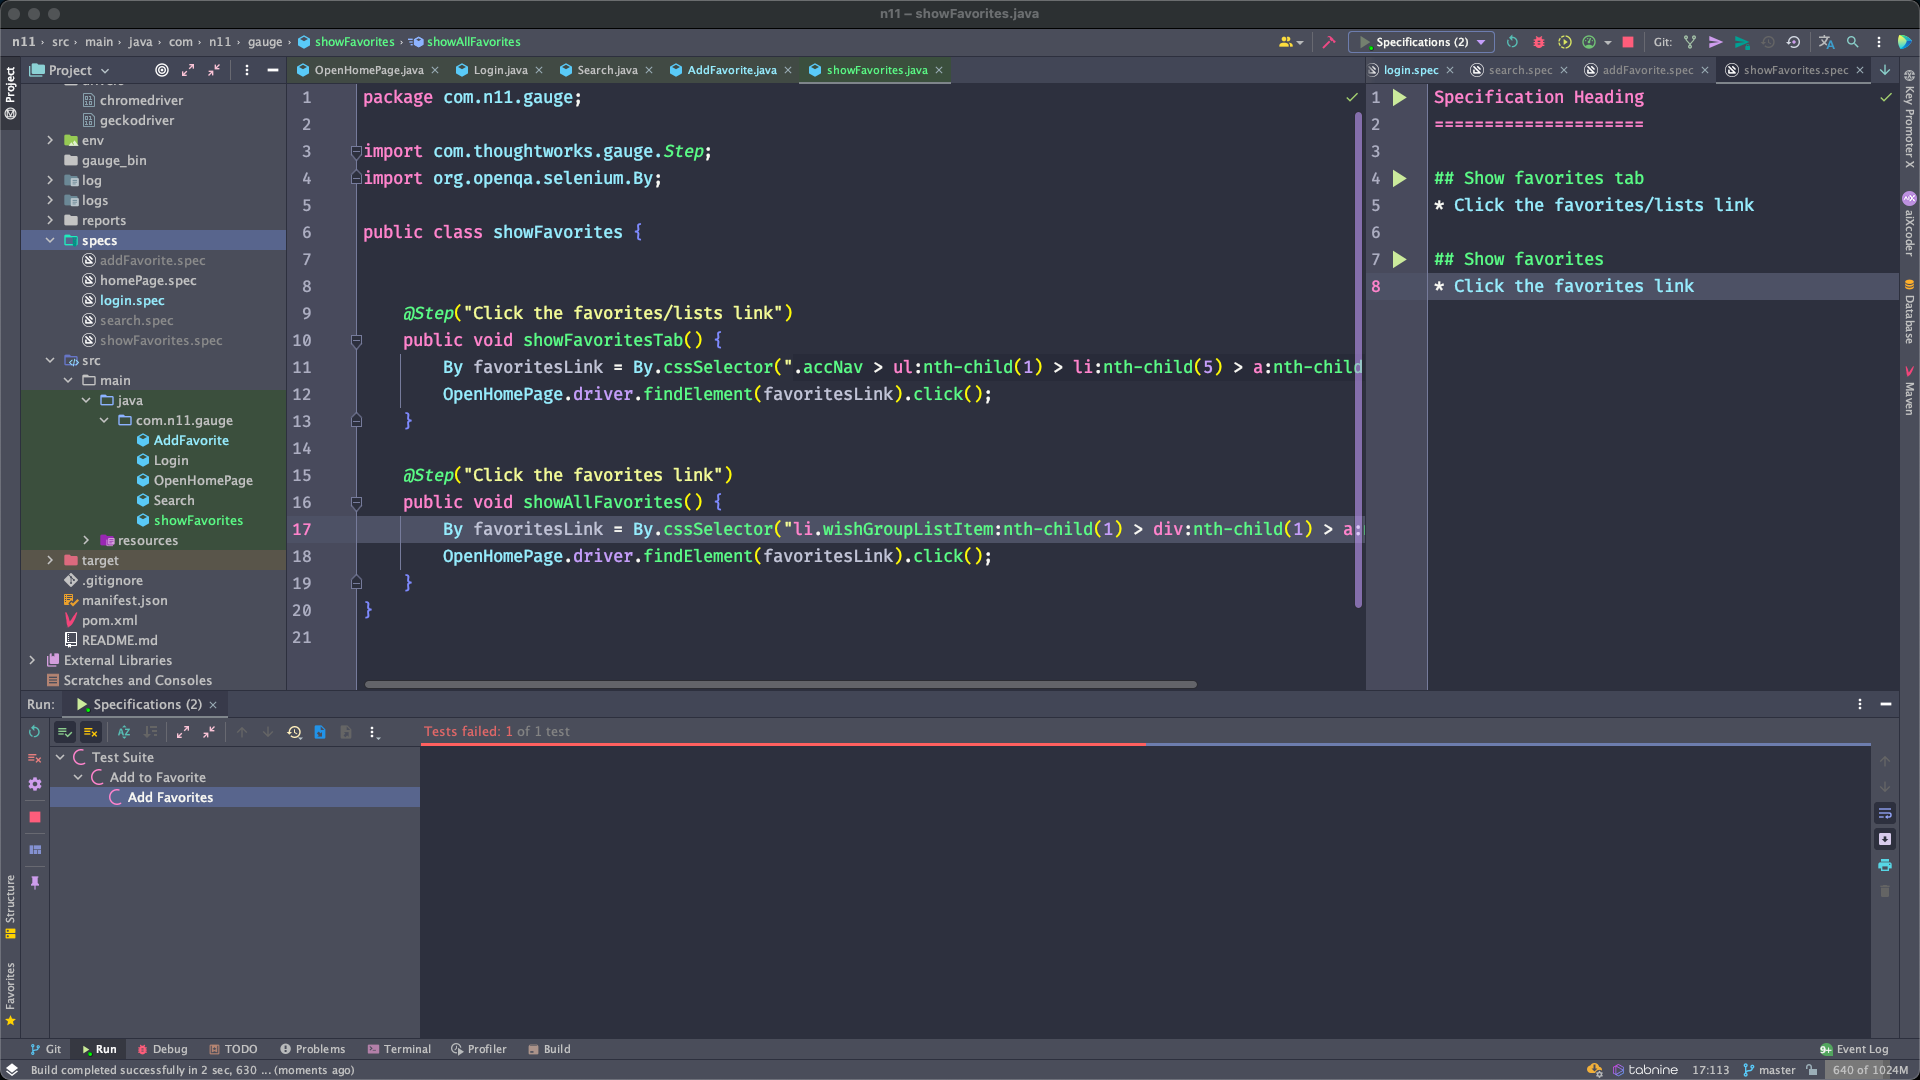 n11 – showFavorites.java
n11 › src › main › java › com › n11 › gauge › showFavorites › showAllFavorites
Specifications (2)
Git:
Project
OpenHomePage.java
Login.java
Search.java
AddFavorite.java
showFavorites.java
login.spec
search.spec
addFavorite.spec
showFavorites.spec
Project
chromedriver
geckodriver
env
gauge_bin
log
logs
reports
specs
addFavorite.spec
homePage.spec
login.spec
search.spec
showFavorites.spec
src
main
java
com.n11.gauge
AddFavorite
Login
OpenHomePage
Search
showFavorites
resources
target
.gitignore
manifest.json
pom.xml
README.md
External Libraries
Scratches and Consoles
1 package com.n11.gauge;
2
3 import com.thoughtworks.gauge.Step;
4 import org.openqa.selenium.By;
5
6 public class showFavorites {
7
8
9 @Step("Click the favorites/lists link")
10 public void showFavoritesTab() {
11 By favoritesLink = By.cssSelector(".accNav > ul:nth-child(1) > li:nth-child(5) > a:nth-child
12 OpenHomePage.driver.findElement(favoritesLink).click();
13 }
14
15 @Step("Click the favorites link")
16 public void showAllFavorites() {
17 By favoritesLink = By.cssSelector("li.wishGroupListItem:nth-child(1) > div:nth-child(1) > a:
18 OpenHomePage.driver.findElement(favoritesLink).click();
19 }
20 }
21
1 Specification Heading
2 =====================
3
4 ## Show favorites tab
5 * Click the favorites/lists link
6
7 ## Show favorites
8 * Click the favorites link
Key Promoter X
aiXcoder
Database
Maven
Run:
Specifications (2)
Tests failed: 1 of 1 test
Test Suite
Add to Favorite
Add Favorites
Structure
Favorites
Git
Run
Debug
TODO
Problems
Terminal
Profiler
Build
9+ Event Log
Build completed successfully in 2 sec, 630 ... (moments ago)
tabnine
17:113
master
640 of 1024M